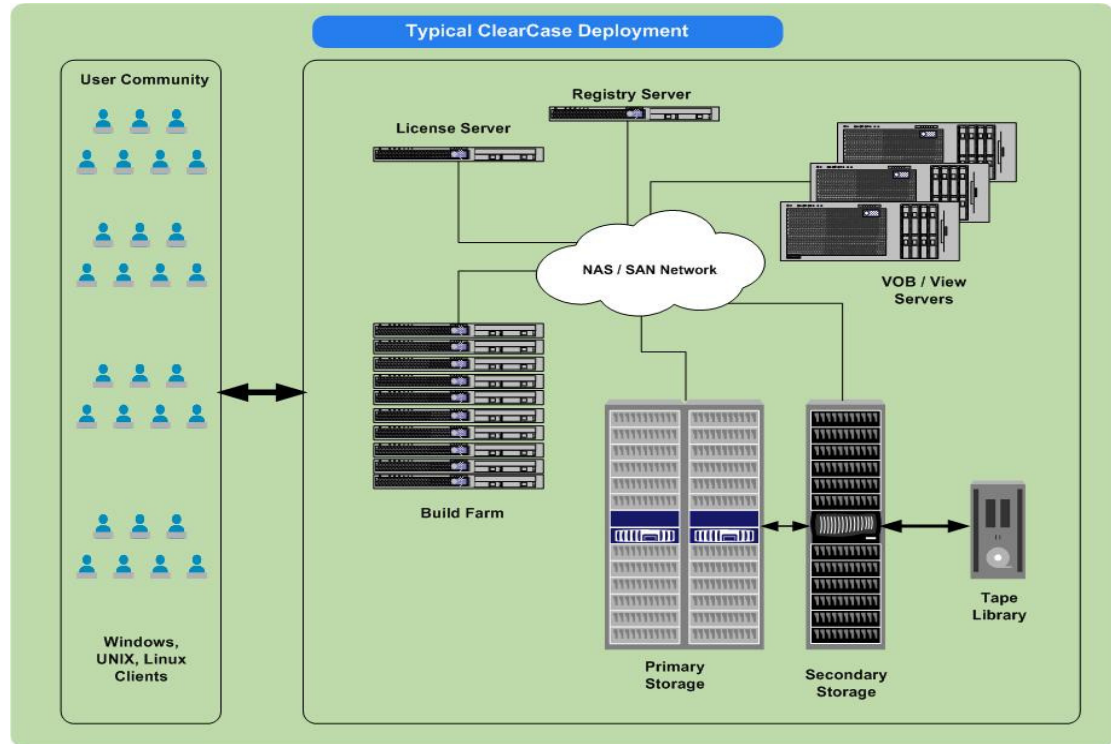 Typical ClearCase Deployment
User Community
Registry Server
License Server
NAS / SAN Network
VOB / View
Servers
Build Farm
Windows,
UNIX, Linux
Clients
Primary
Storage
Secondary
Storage
Tape
Library